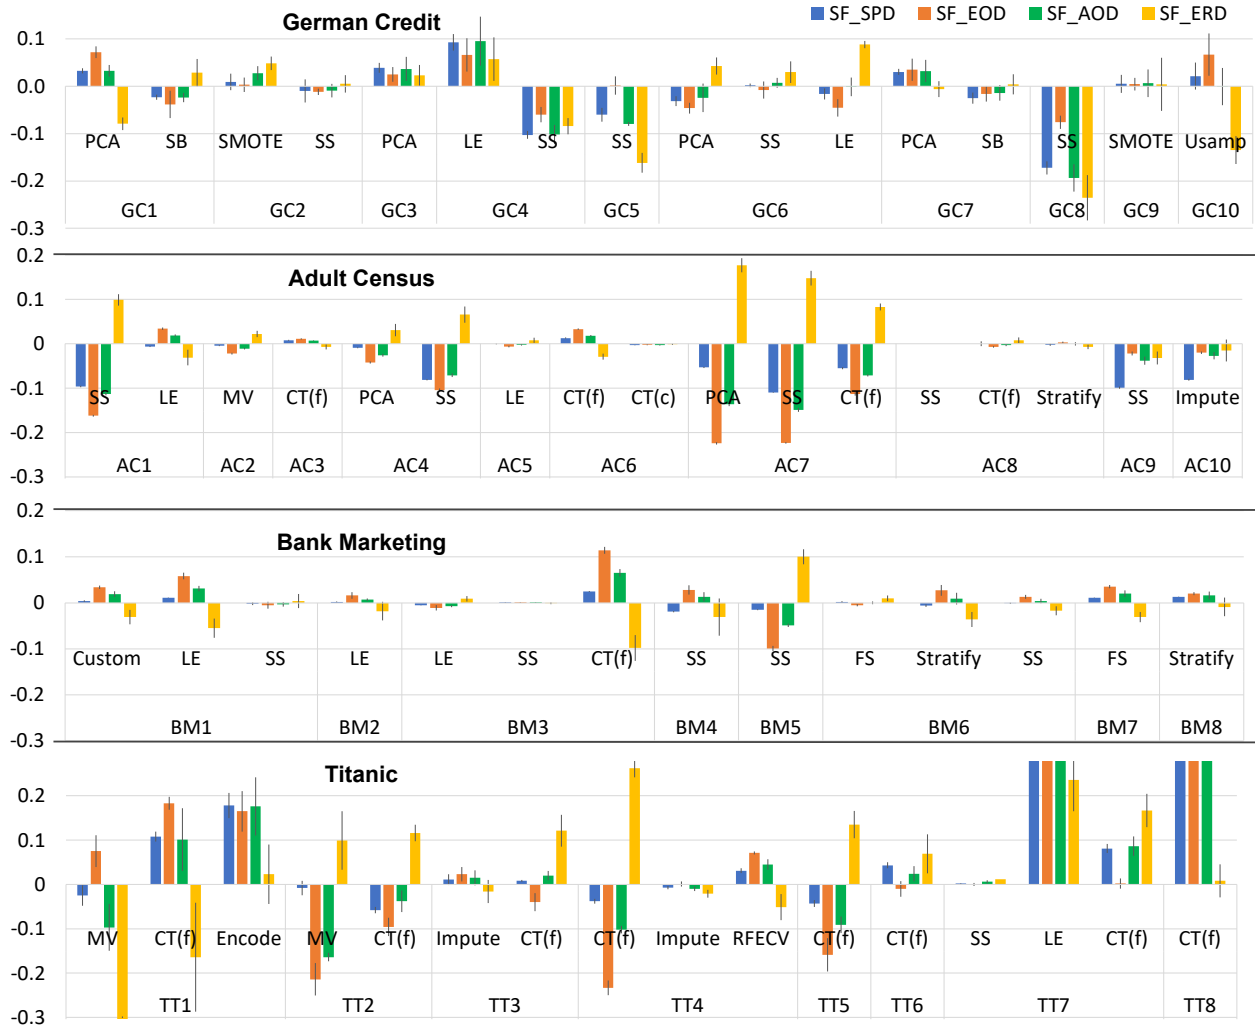 German Credit
SF_SPD SF_EOD SF_AOD SF_ERD
0.1
0.0
-0.1
-0.2
-0.3
PCA SB SMOTE SS PCA LE SS SS PCA SS LE PCA SB SS SMOTE Usamp
GC1 GC2 GC3 GC4 GC5 GC6 GC7 GC8 GC9 GC10
Adult Census
0.2
0.1
0
-0.1
-0.2
-0.3
SS LE MV CT(f) PCA SS LE CT(f) CT(c) PCA SS CT(f) SS CT(f) Stratify SS Impute
AC1 AC2 AC3 AC4 AC5 AC6 AC7 AC8 AC9 AC10
Bank Marketing
0.2
0.1
0
-0.1
-0.2
-0.3
Custom LE SS LE LE SS CT(f) SS SS FS Stratify SS FS Stratify
BM1 BM2 BM3 BM4 BM5 BM6 BM7 BM8
Titanic
0.2
0.1
0
-0.1
-0.2
-0.3
MV CT(f) Encode MV CT(f) Impute CT(f) CT(f) Impute RFECV CT(f) CT(f) SS LE CT(f) CT(f)
TT1 TT2 TT3 TT4 TT5 TT6 TT7 TT8